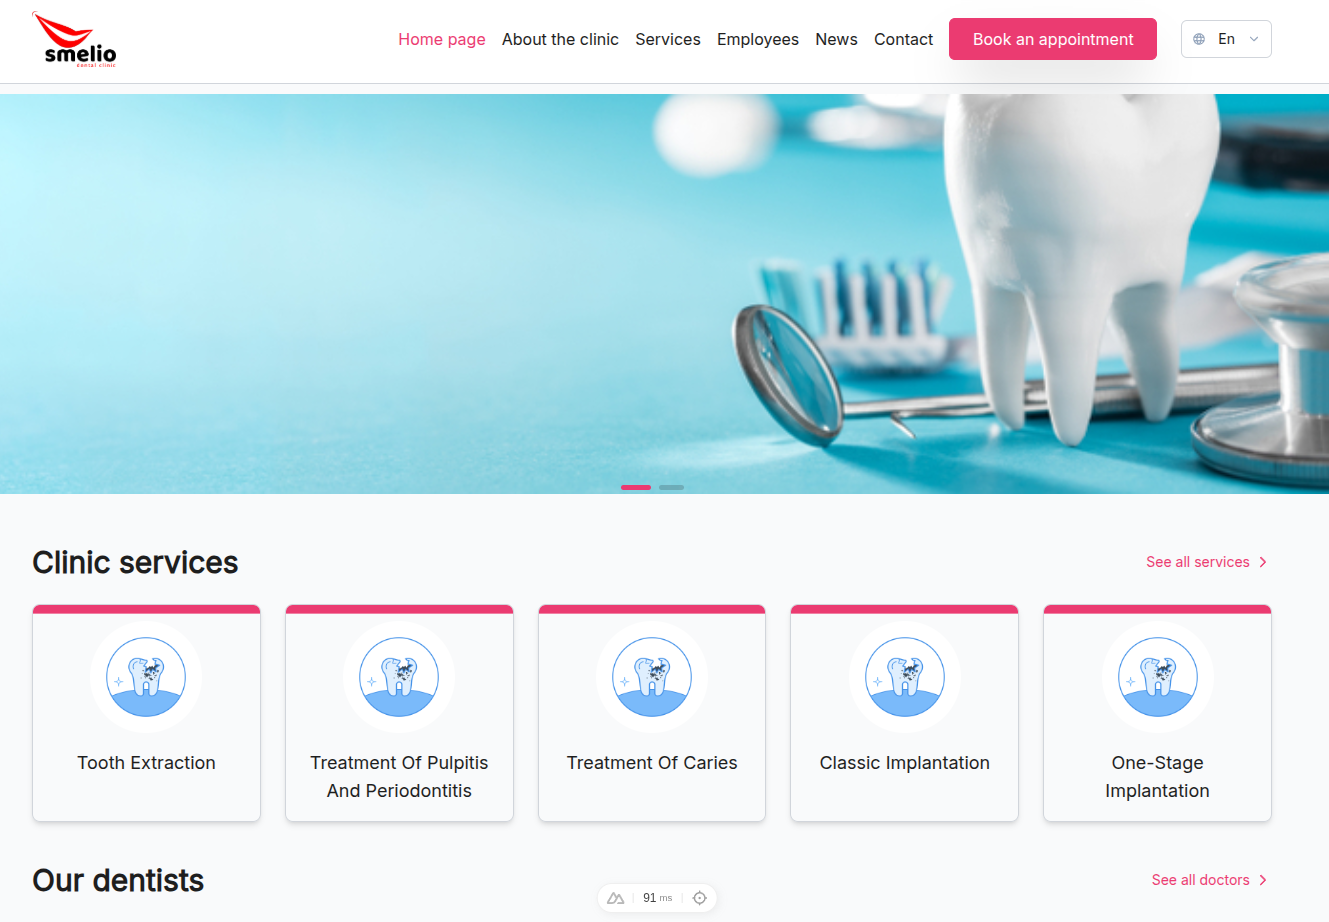 smelio
dental clinic
Home page
About the clinic
Services
Employees
News
Contact
Book an appointment
En
Clinic services
See all services
Tooth Extraction
Treatment Of Pulpitis
And Periodontitis
Treatment Of Caries
Classic Implantation
One-Stage
Implantation
Our dentists
See all doctors
91 ms